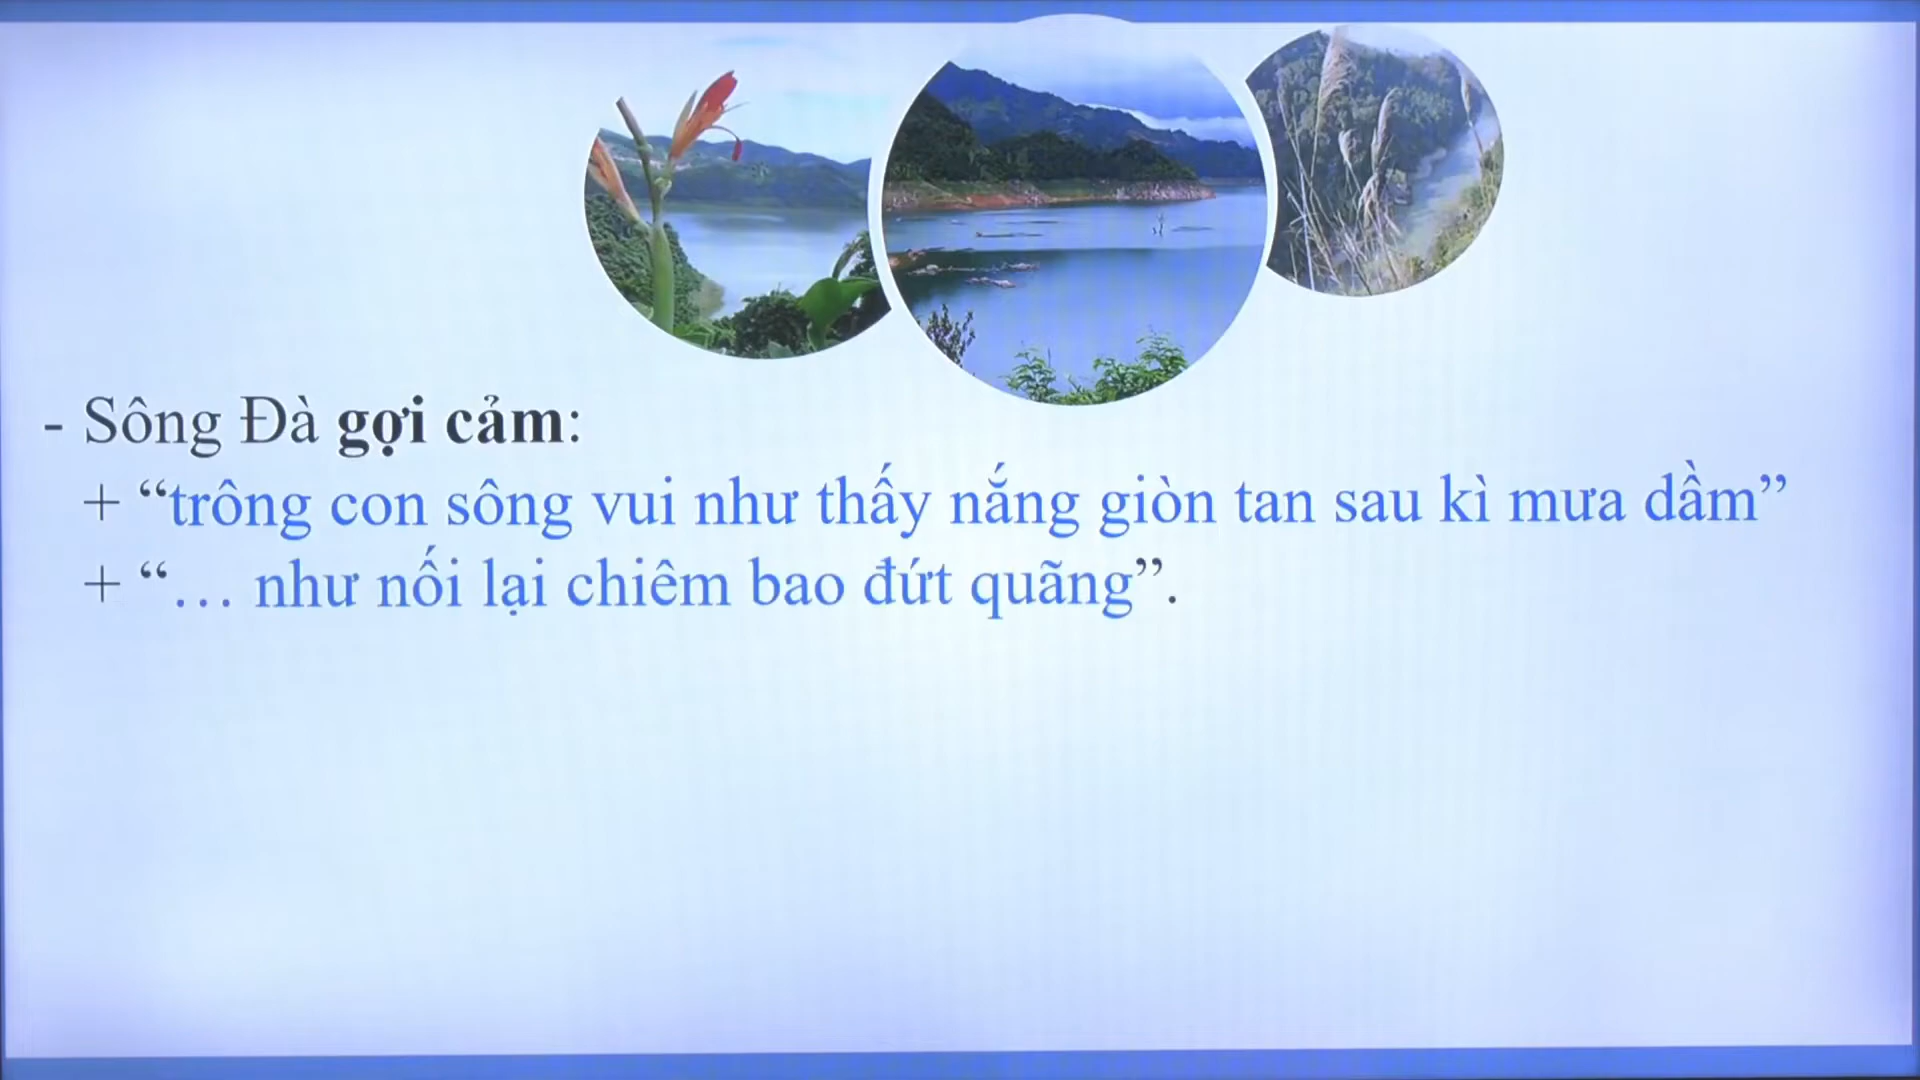 - Sông Đà gợi cảm:
+ “trông con sông vui như thấy nắng giòn tan sau kì mưa dầm”
+ “… như nối lại chiêm bao đứt quãng”.